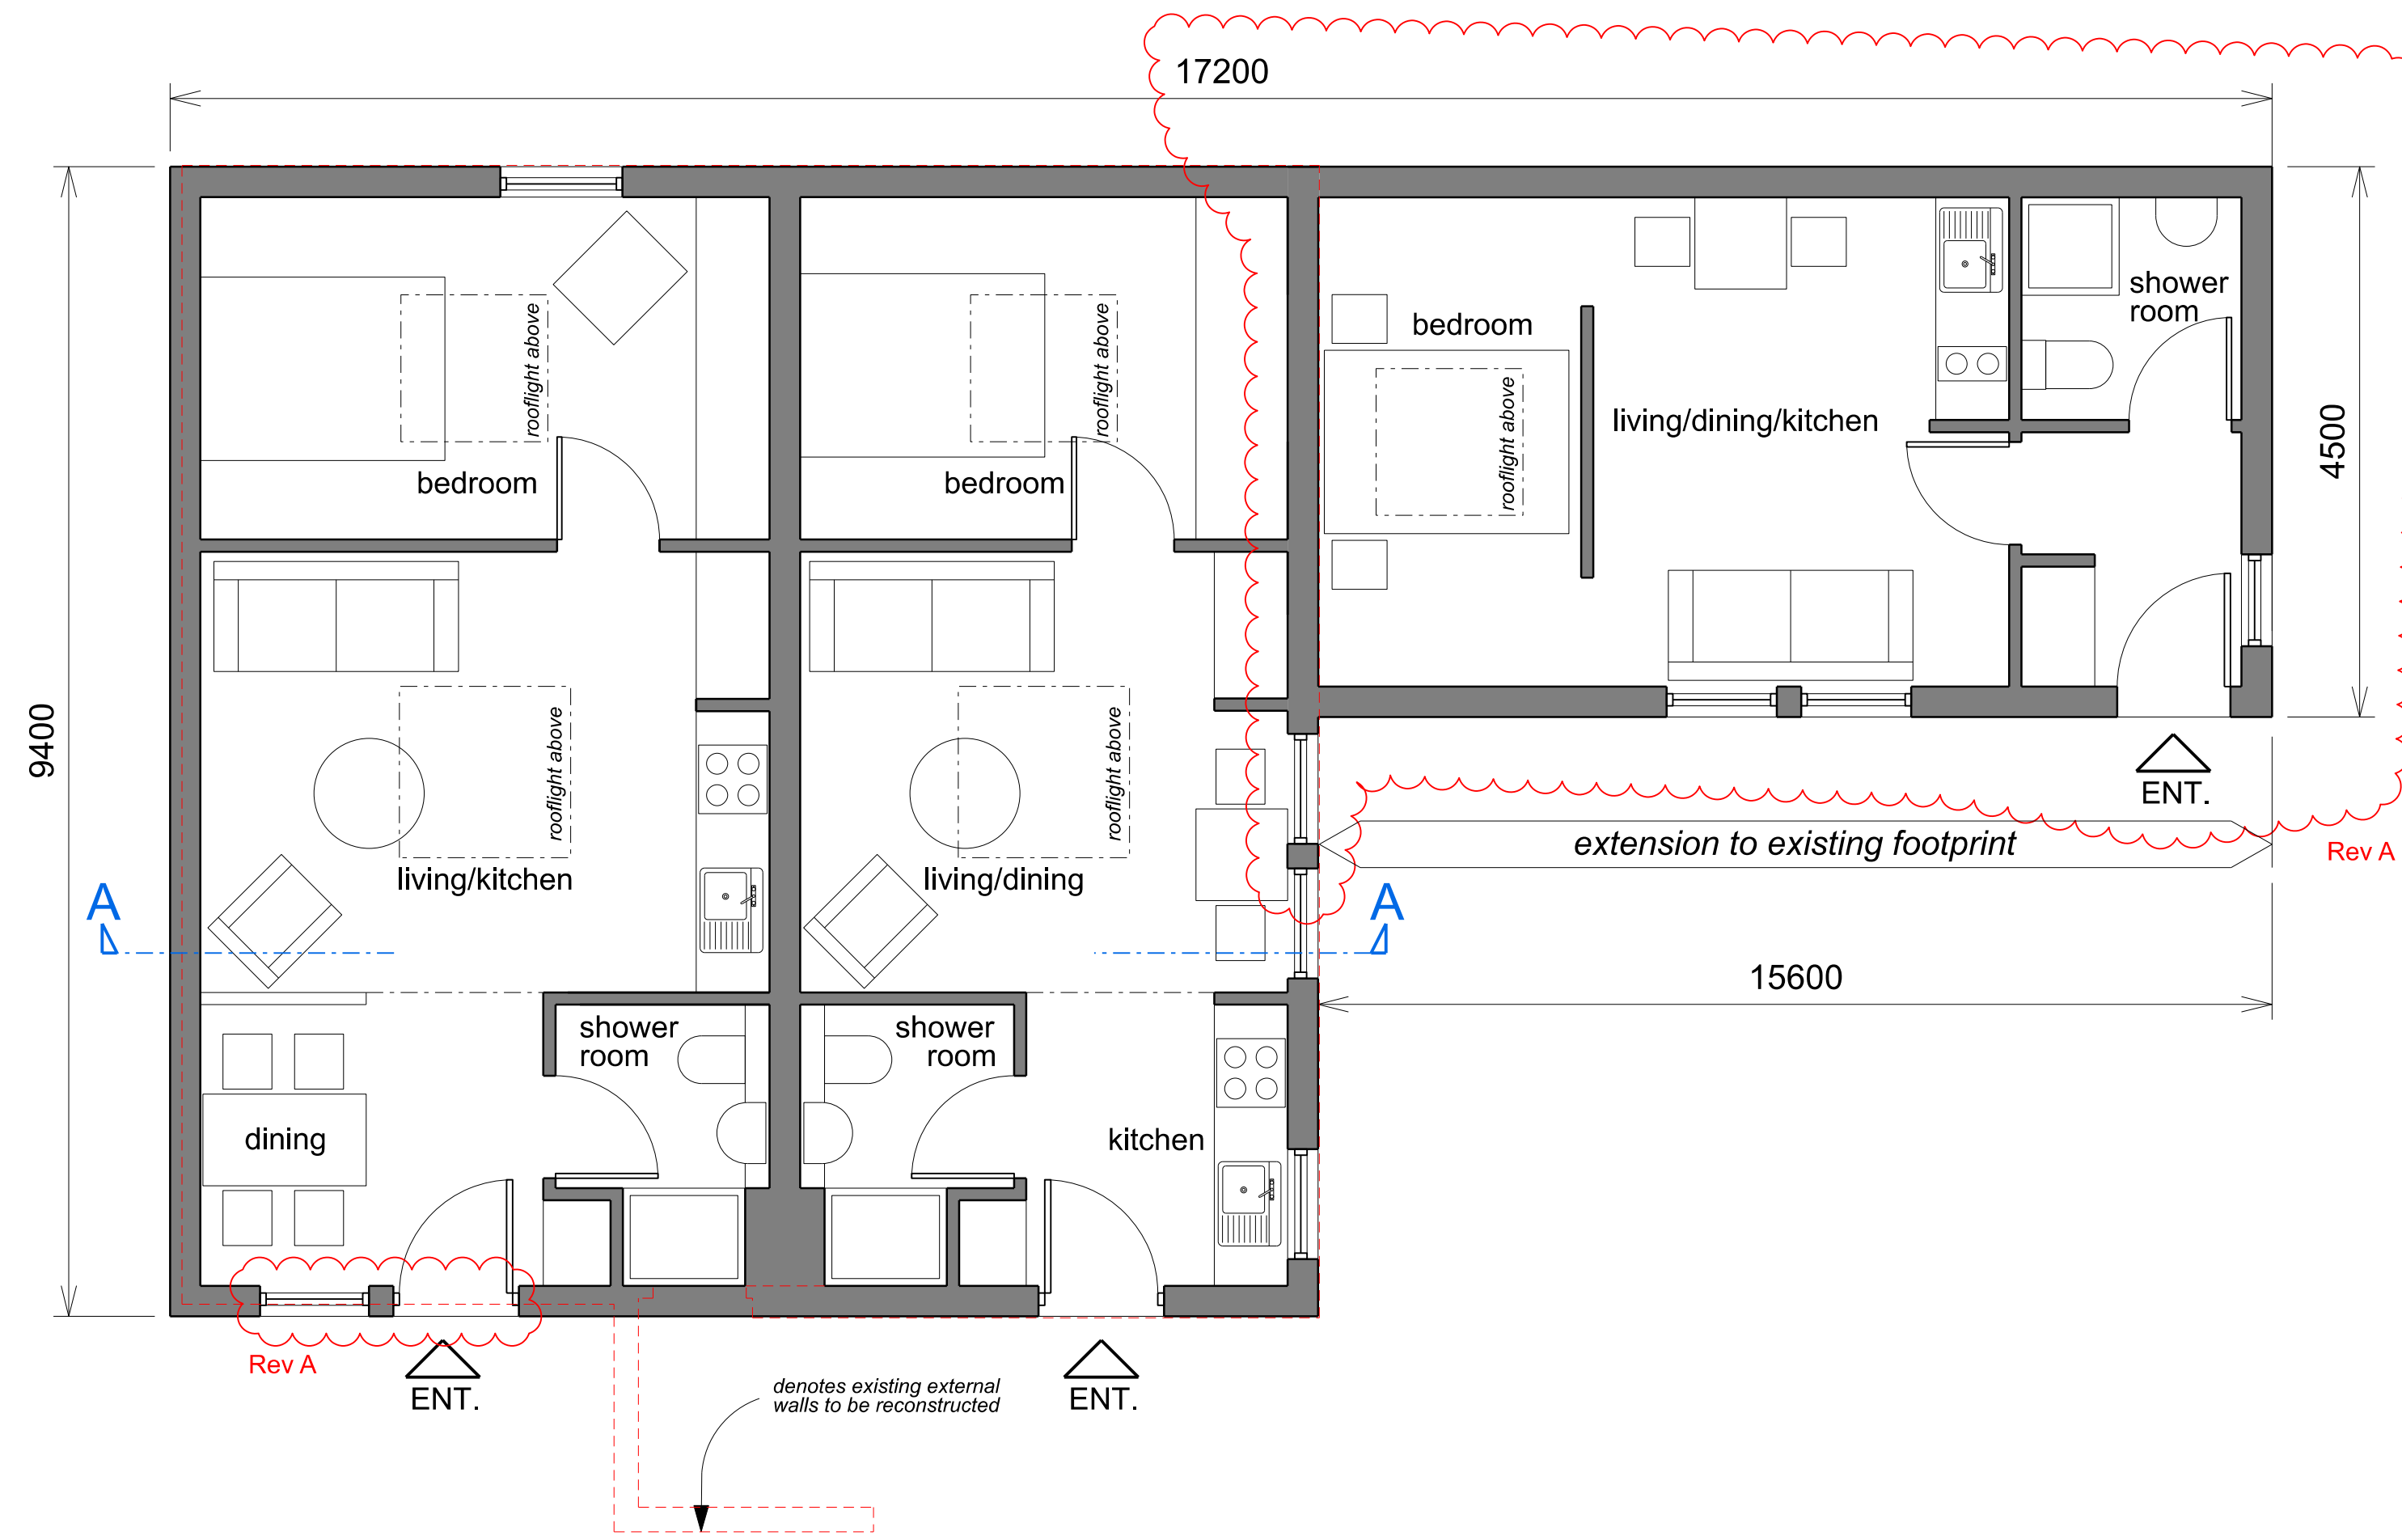 17200
shower
room
bedroom
rooflight above
rooflight above
rooflight above
living/dining/kitchen
4500
bedroom
bedroom
9400
rooflight above
rooflight above
ENT.
extension to existing footprint
Rev A
living/kitchen
living/dining
A
A
15600
shower
room
shower
room
dining
kitchen
Rev A
ENT.
denotes existing external
walls to be reconstructed
ENT.